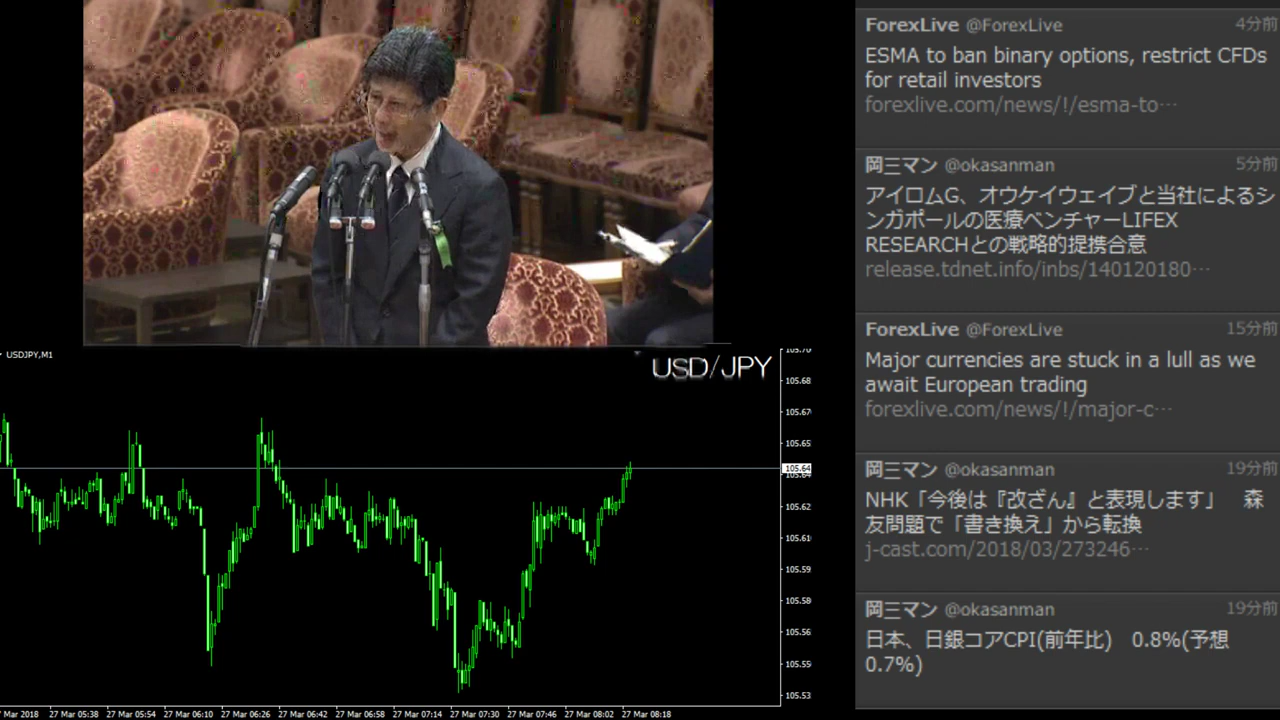 USDJPY,M1
USD/JPY
105.70
105.68
105.67
105.65
105.64
105.64
105.62
105.61
105.59
105.58
105.56
105.55
105.53
Mar 2018 27 Mar 05:38 27 Mar 05:54 27 Mar 06:10 27 Mar 06:26 27 Mar 06:42 27 Mar 06:58 27 Mar 07:14 27 Mar 07:30 27 Mar 07:46 27 Mar 08:02 27 Mar 08:18
ForexLive @ForexLive 4分前
ESMA to ban binary options, restrict CFDs
for retail investors
forexlive.com/news/!/esma-to…
岡三マン @okasanman 5分前
アイロムG、オウケイウェイブと当社によるシ
ンガポールの医療ベンチャーLIFEX
RESEARCHとの戦略的提携合意
release.tdnet.info/inbs/140120180…
ForexLive @ForexLive 15分前
Major currencies are stuck in a lull as we
await European trading
forexlive.com/news/!/major-c…
岡三マン @okasanman 19分前
NHK「今後は『改ざん』と表現します」　森
友問題で「書き換え」から転換
j-cast.com/2018/03/273246…
岡三マン @okasanman 19分前
日本、日銀コアCPI(前年比)　0.8%(予想
0.7%)